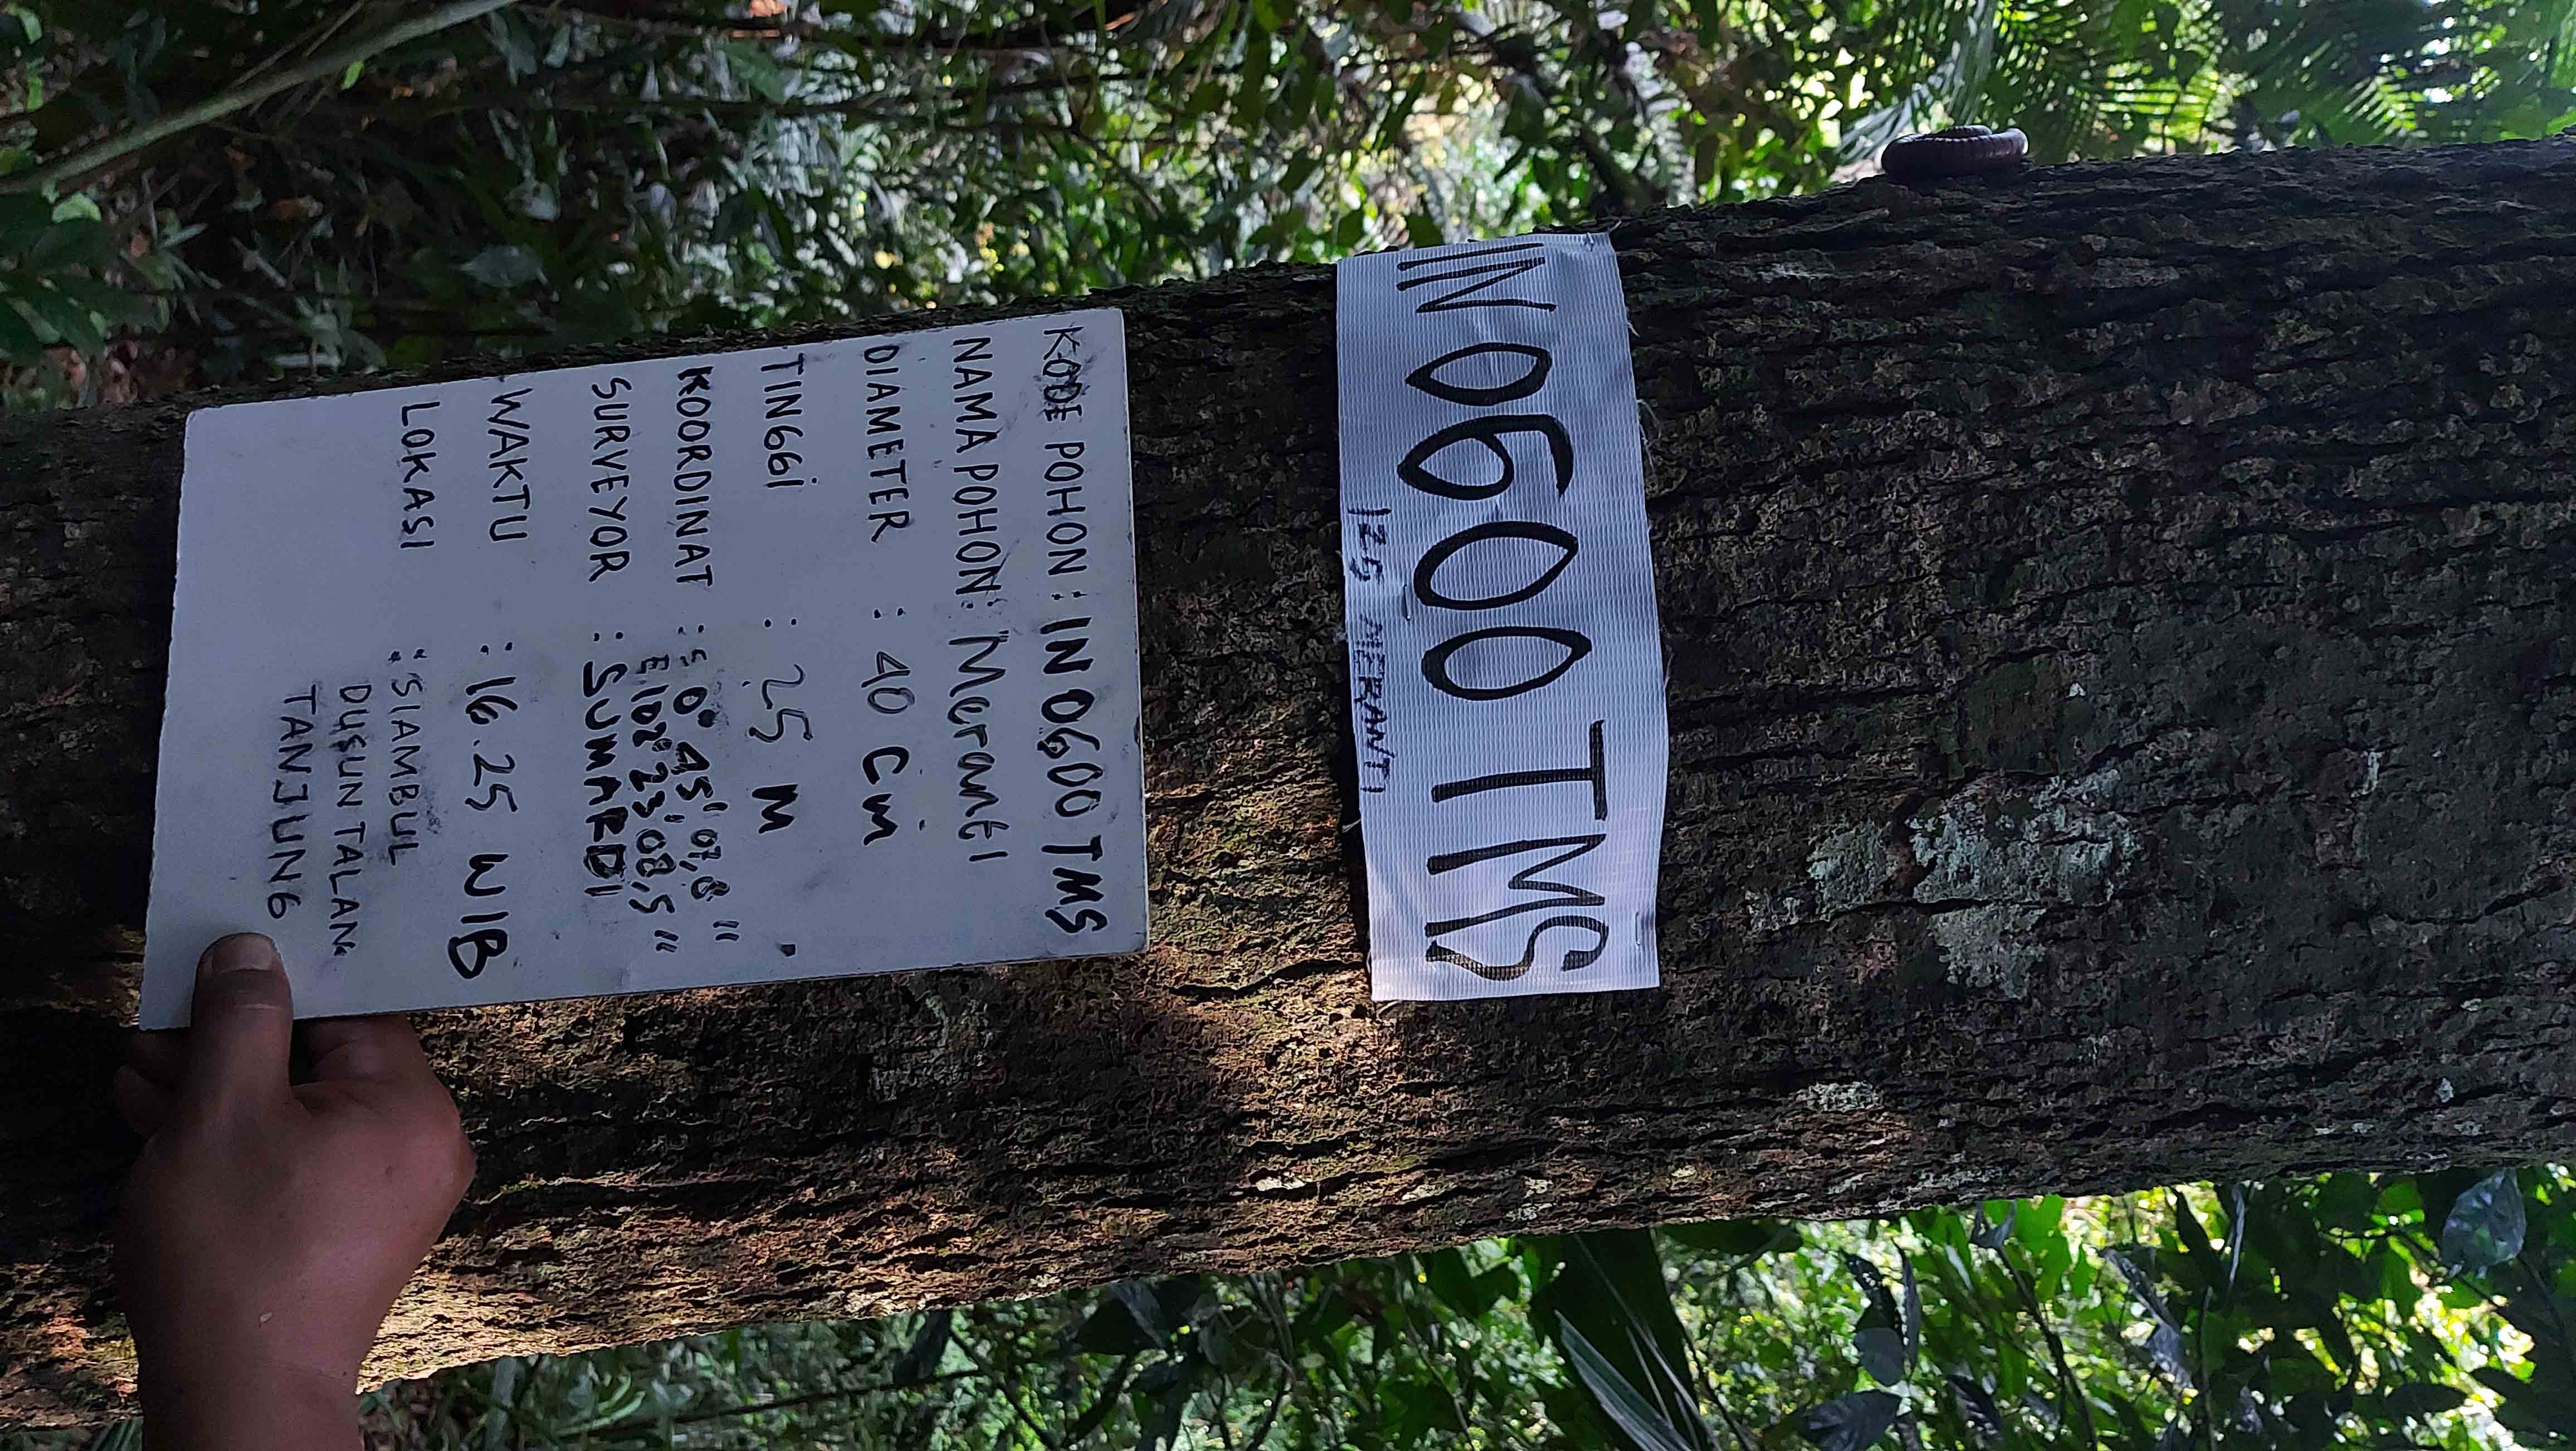 IN 0600 TMS
125 MERANTI
KODE POHON : IN 0600 TMS
NAMA POHON : Meranti
DIAMETER : 40 cm
TINGGi : 25 M
KOORDINAT : S 0° 45' 07,8"
E. 102° 23' 08,5"
SURVEYOR : SUMARDI
WAKTU : 16.25 WIB
LOKASI : SIAMBUL
DUSUN TALAN
TANJUNG